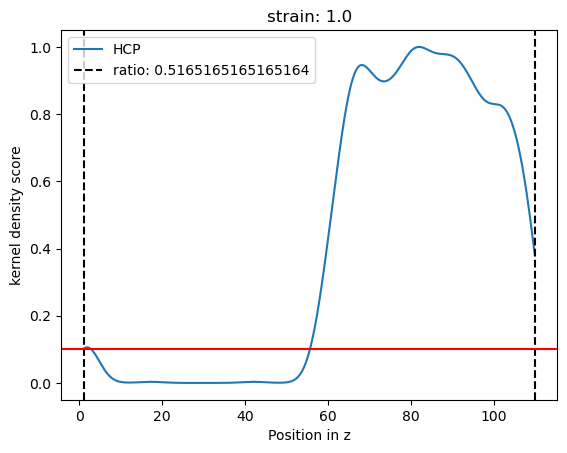 strain: 1.0
HCP
ratio: 0.5165165165165164
kernel density score
1.0
0.8
0.6
0.4
0.2
0.0
0 20 40 60 80 100
Position in z